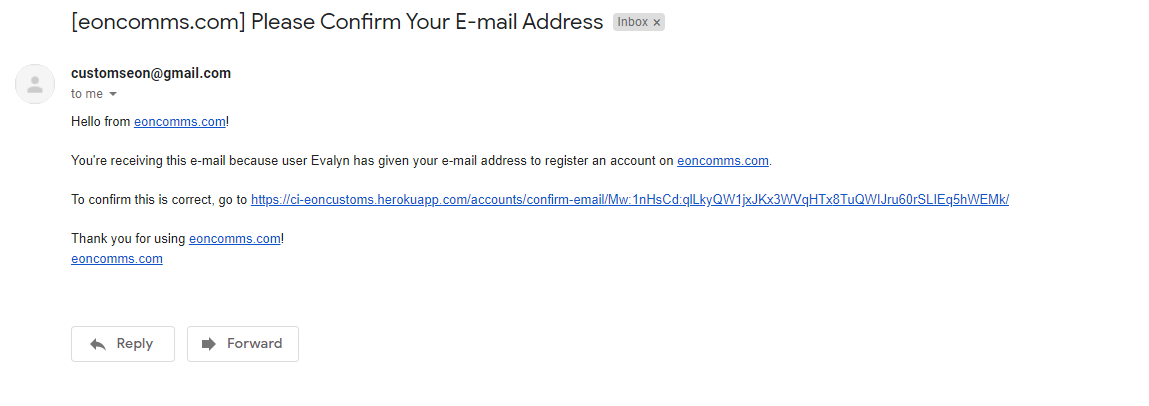 [eoncomms.com] Please Confirm Your E-mail Address Inbox ×
customseon@gmail.com
to me
Hello from eoncomms.com!
You're receiving this e-mail because user Evalyn has given your e-mail address to register an account on eoncomms.com.
To confirm this is correct, go to https://ci-eoncustoms.herokuapp.com/accounts/confirm-email/Mw:1nHsCd:qlLkyQW1jxJKx3WVqHTx8TuQWIJru60rSLIEq5hWEMk/
Thank you for using eoncomms.com!
eoncomms.com
Reply Forward